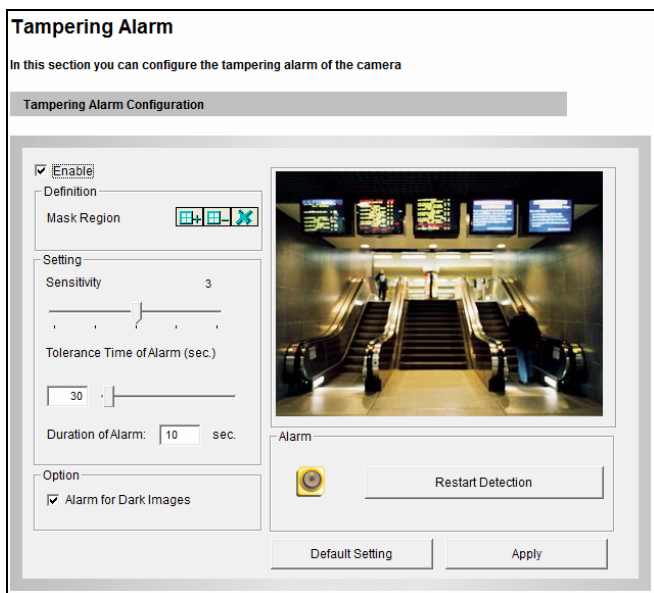 Tampering Alarm
In this section you can configure the tampering alarm of the camera
Tampering Alarm Configuration
Enable
Definition
Mask Region
Setting
Sensitivity 3
Tolerance Time of Alarm (sec.)
30
Duration of Alarm: 10 sec.
Option
Alarm for Dark Images
Alarm
Restart Detection
Default Setting
Apply